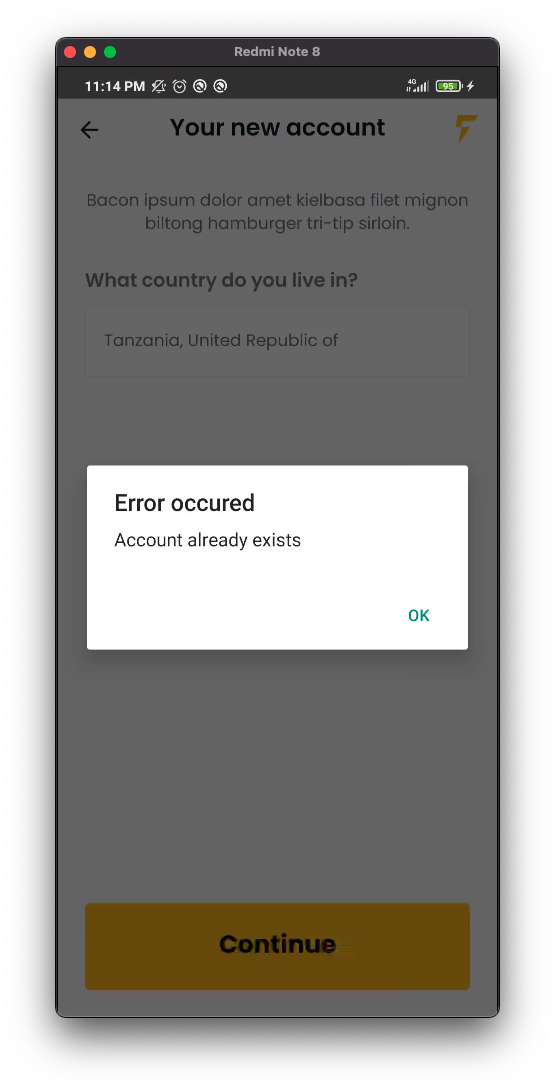 Redmi Note 8
11:14 PM
4G
95
Your new account
Bacon ipsum dolor amet kielbasa filet mignon
biltong hamburger tri-tip sirloin.
What country do you live in?
Tanzania, United Republic of
Error occured
Account already exists
OK
Continue